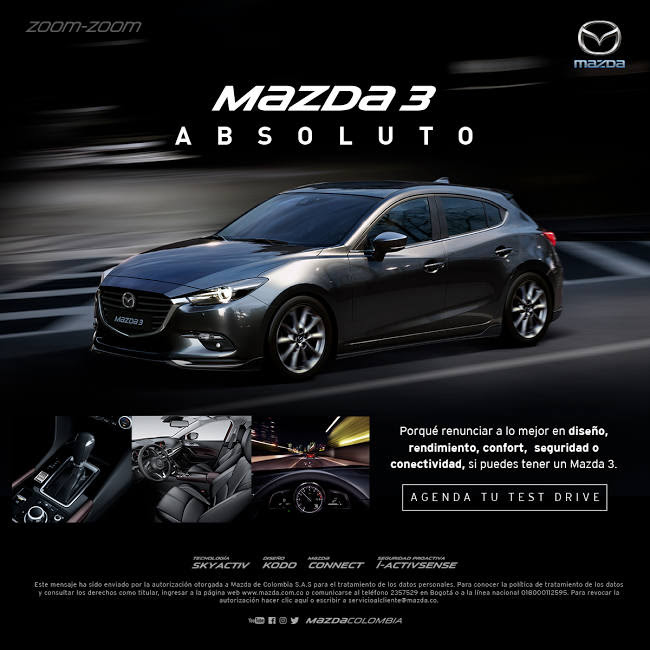 zoom-zoom
mazda
mazda 3
ABSOLUTO
mazda 3
Porqué renunciar a lo mejor en diseño,
rendimiento, confort, seguridad o
conectividad, si puedes tener un Mazda 3.
AGENDA TU TEST DRIVE
TECNOLOGÍA
SKYACTIV
DISEÑO
KODO
MAZDA
CONNECT
SEGURIDAD PROACTIVA
i-ACTIVSENSE
Este mensaje ha sido enviado por la autorización otorgada a Mazda de Colombia S.A.S para el tratamiento de los datos personales. Para conocer la política de tratamiento de los datos
y consultar los derechos como titular, ingresar a la página web www.mazda.com.co o comunicarse al teléfono 2357529 en Bogotá o a la línea nacional 018000112595. Para revocar la
autorización hacer clic aquí o escribir a servicioalcliente@mazda.co.
MAZDACOLOMBIA